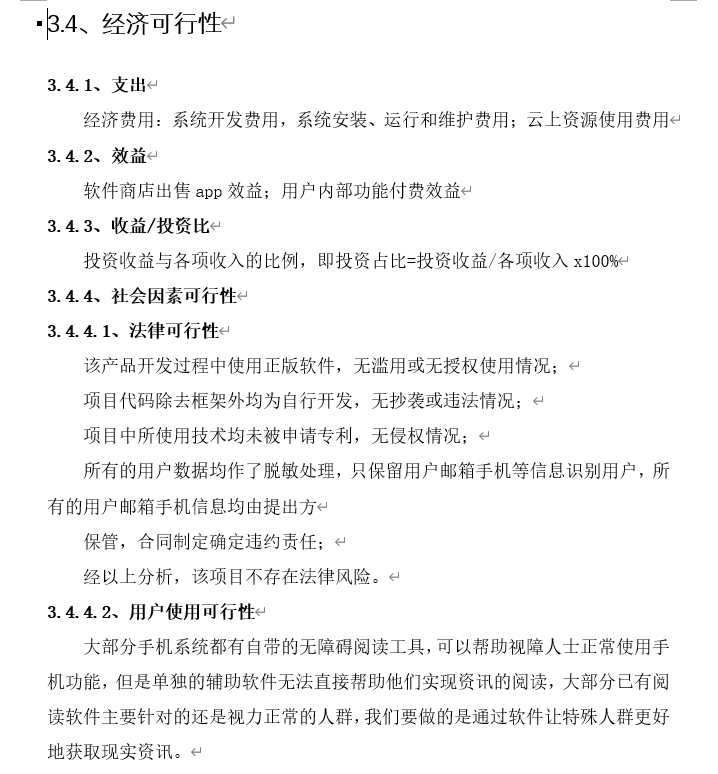 3.4、经济可行性
3.4.1、支出
经济费用：系统开发费用，系统安装、运行和维护费用；云上资源使用费用
3.4.2、效益
软件商店出售 app 效益；用户内部功能付费效益
3.4.3、收益/投资比
投资收益与各项收入的比例，即投资占比=投资收益/各项收入 x100%
3.4.4、社会因素可行性
3.4.4.1、法律可行性
该产品开发过程中使用正版软件，无滥用或无授权使用情况；
项目代码除去框架外均为自行开发，无抄袭或违法情况；
项目中所使用技术均未被申请专利，无侵权情况；
所有的用户数据均作了脱敏处理，只保留用户邮箱手机等信息识别用户，所
有的用户邮箱手机信息均由提出方
保管，合同制定确定违约责任；
经以上分析，该项目不存在法律风险。
3.4.4.2、用户使用可行性
大部分手机系统都有自带的无障碍阅读工具，可以帮助视障人士正常使用手
机功能，但是单独的辅助软件无法直接帮助他们实现资讯的阅读，大部分已有阅
读软件主要针对的还是视力正常的人群，我们要做的是通过软件让特殊人群更好
地获取现实资讯。